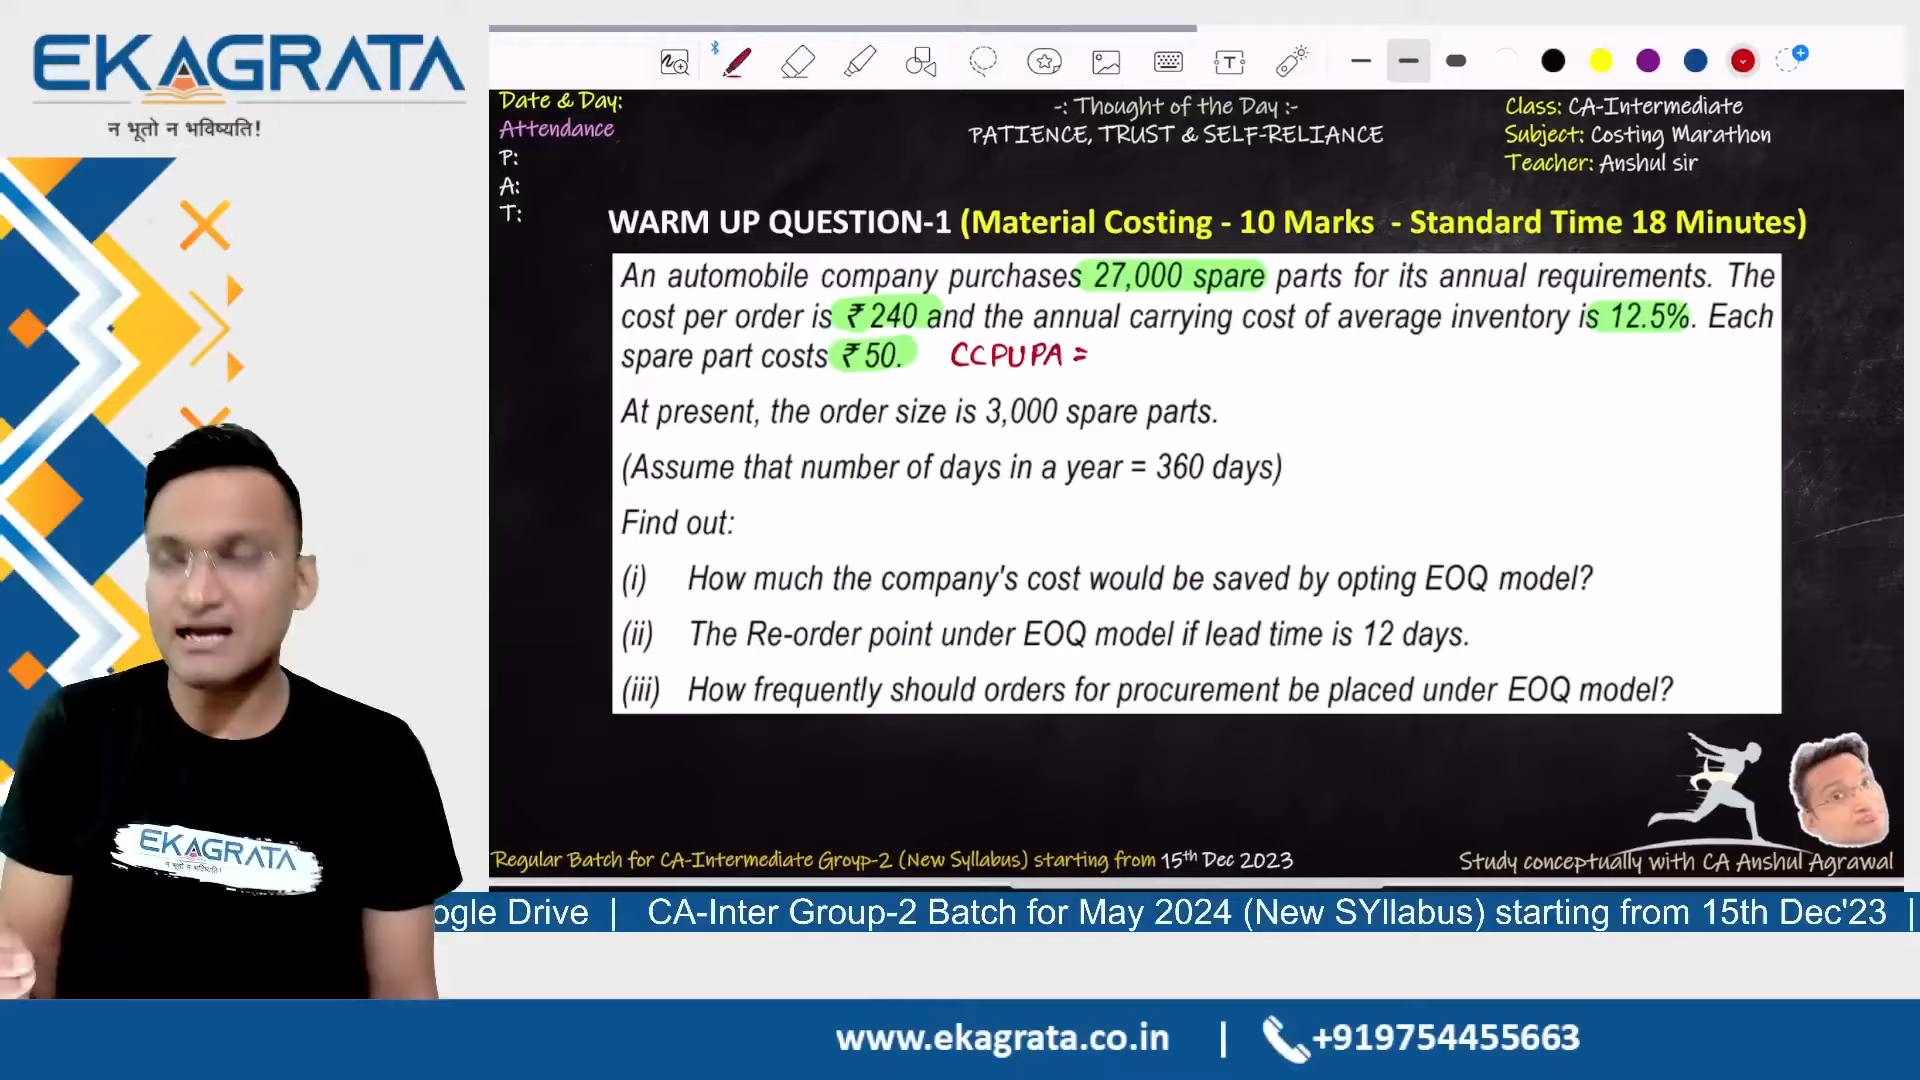 EKAGRATA
न भूतो न भविष्यति!
Date & Day:
Attendance
P:
A:
T:
-: Thought of the Day :-
PATIENCE, TRUST & SELF-RELIANCE
Class: CA-Intermediate
Subject: Costing Marathon
Teacher: Anshul sir
WARM UP QUESTION-1 (Material Costing - 10 Marks - Standard Time 18 Minutes)
An automobile company purchases 27,000 spare parts for its annual requirements. The
cost per order is ₹ 240 and the annual carrying cost of average inventory is 12.5%. Each
spare part costs ₹ 50. CCPUPA =
At present, the order size is 3,000 spare parts.
(Assume that number of days in a year = 360 days)
Find out:
(i) How much the company's cost would be saved by opting EOQ model?
(ii) The Re-order point under EOQ model if lead time is 12 days.
(iii) How frequently should orders for procurement be placed under EOQ model?
EKAGRATA
न भूतो न भविष्यति!
Regular Batch for CA-Intermediate Groyp-2 (New Syllabus) starting from 15th Dec 2023
Study conceptually with CA Anshul Agrawal
ogle Drive | CA-Inter Group-2 Batch for May 2024 (New SYllabus) starting from 15th Dec'23 |
www.ekagrata.co.in | +919754455663